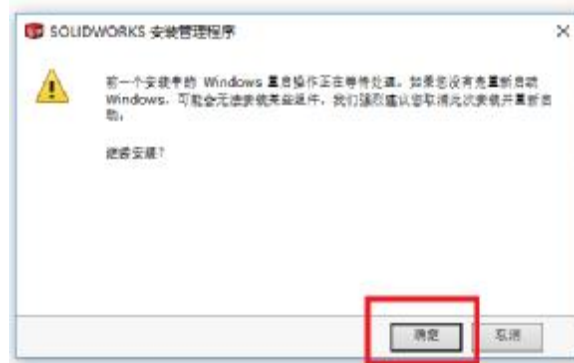 SOLIDWORKS 安装管理程序
前一个安装中的 Windows 重启操作正在等待处理。如果您没有先重新启动
Windows，可能会无法安装某些组件。我们强烈建议您取消此次安装并重新启
动。
继续安装？
确定
取消